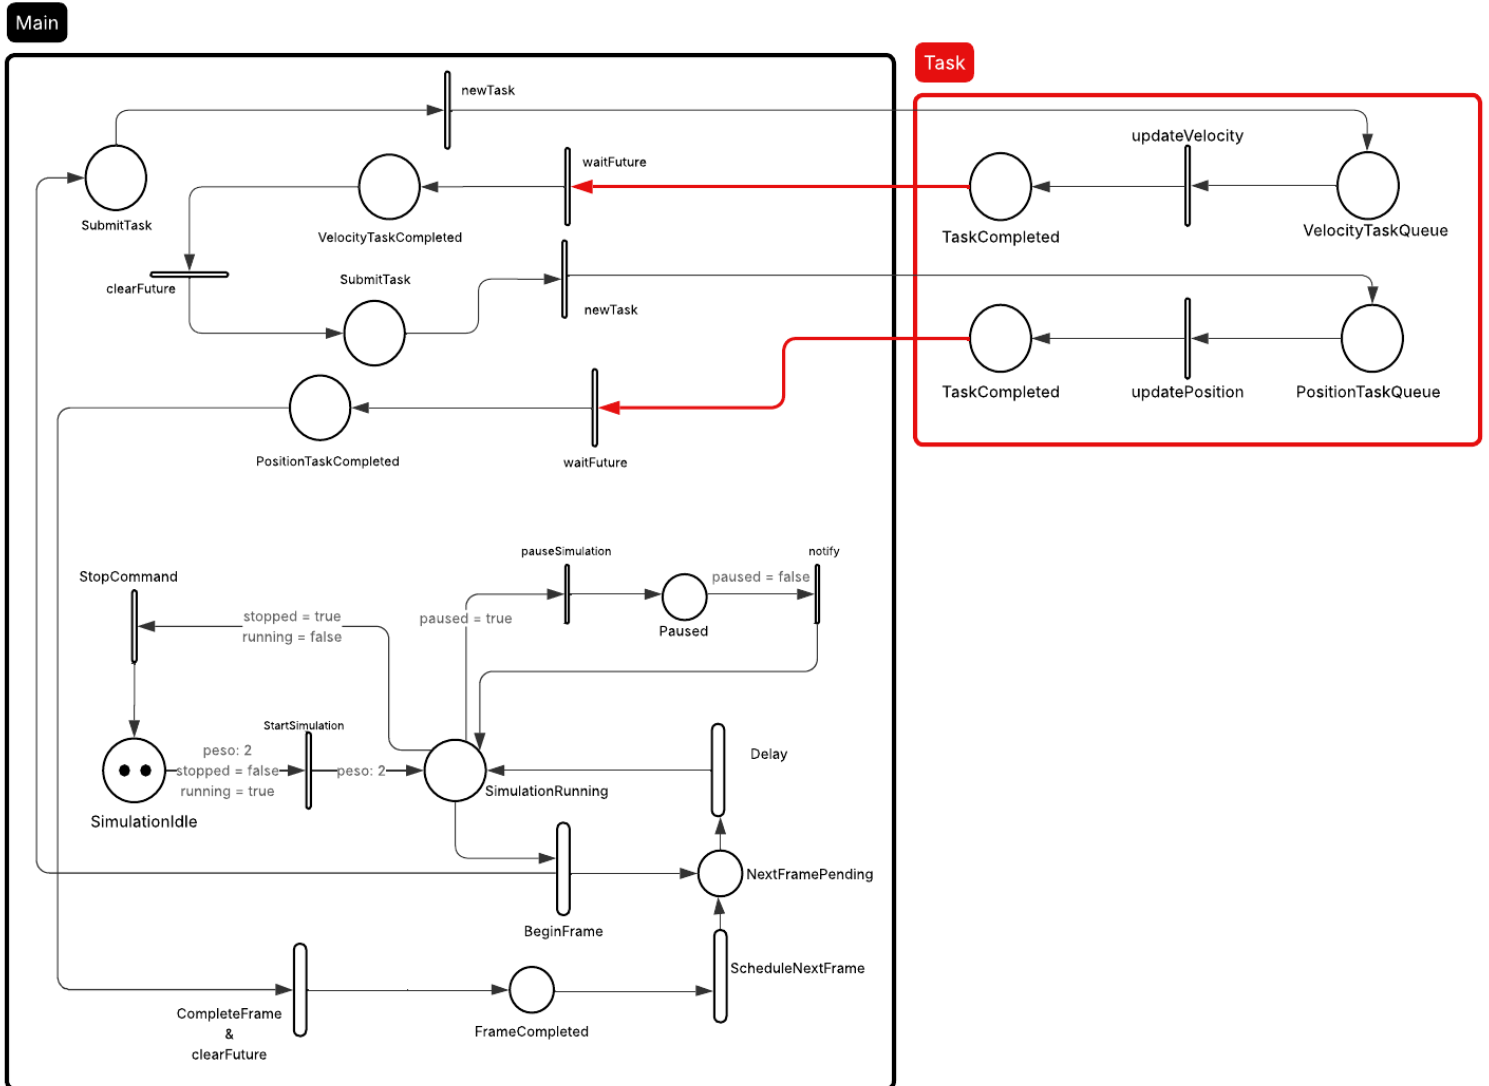 Main
Task
newTask
updateVelocity
waitFuture
SubmitTask
VelocityTaskCompleted
TaskCompleted
VelocityTaskQueue
clearFuture
SubmitTask
newTask
TaskCompleted
updatePosition
PositionTaskQueue
PositionTaskCompleted
waitFuture
pauseSimulation
notify
StopCommand
paused = false
stopped = true
running = false
paused = true
Paused
StartSimulation
peso: 2
stopped = false
running = true
peso: 2
Delay
SimulationRunning
SimulationIdle
NextFramePending
BeginFrame
ScheduleNextFrame
CompleteFrame
&
clearFuture
FrameCompleted